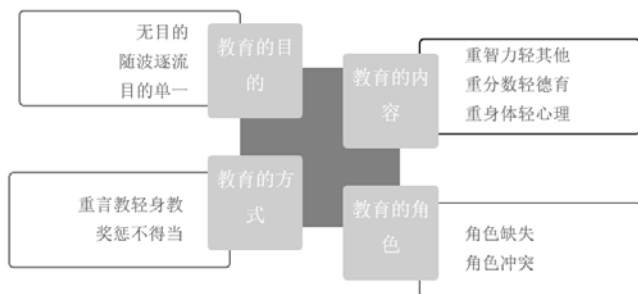 无目的
随波逐流
目的单一
教育的目
的
教育的内
容
重智力轻其他
重分数轻德育
重身体轻心理
重言教轻身教
奖惩不得当
教育的方
式
教育的角
色
角色缺失
角色冲突